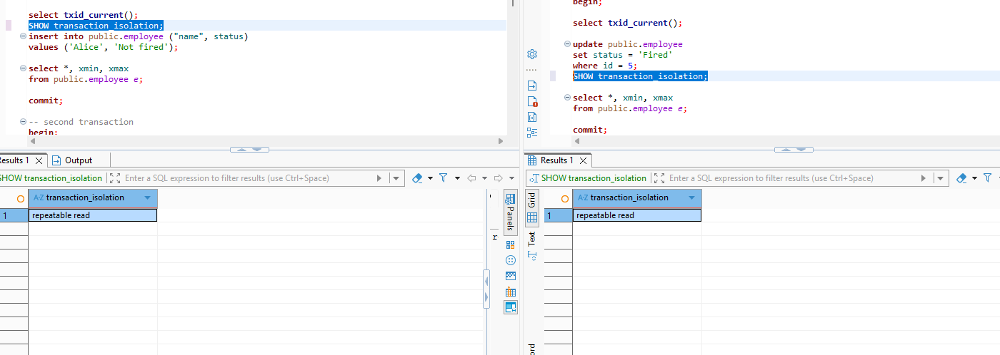 select txid_current();
SHOW transaction_isolation;
insert into public.employee ("name", status)
values ('Alice', 'Not fired');
select *, xmin, xmax
from public.employee e;
commit;
-- second transaction
begin;
Results 1
Output
SHOW transaction_isolation
Enter a SQL expression to filter results (use Ctrl+Space)
A-Z transaction_isolation
1 repeatable read
Panels
begin;
select txid_current();
update public.employee
set status = 'Fired'
where id = 5;
SHOW transaction_isolation;
select *, xmin, xmax
from public.employee e;
commit;
Results 1
SHOW transaction_isolation
Enter a SQL expression to filter results (use Ctrl+Space)
Grid
Text
A-Z transaction_isolation
1 repeatable read